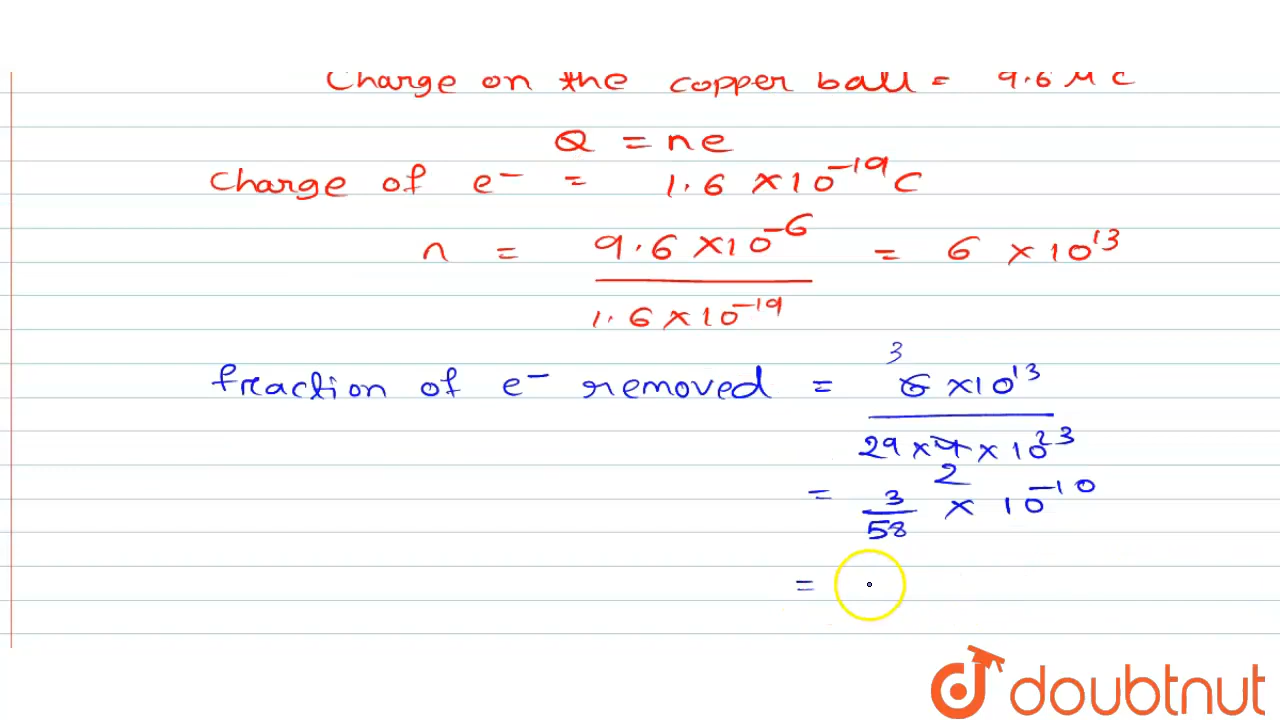 Charge on the copper ball = 9.6 μC
Q = ne
Charge of e⁻ = 1.6 × 10⁻¹⁹ C
n = 9.6 × 10⁻⁶ / 1.6 × 10⁻¹⁹ = 6 × 10¹³
fraction of e⁻ removed = 6 × 10¹³ / 29 × 4 × 10²³
3
2
= 3/58 × 10⁻¹⁰
=
doubtnut